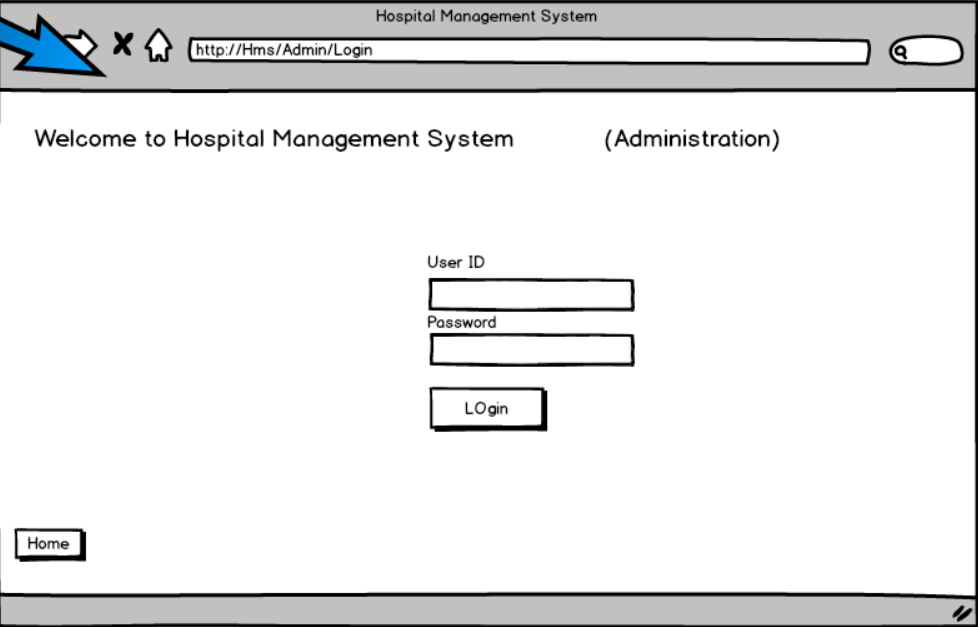 Hospital Management System
http://Hms/Admin/Login
Welcome to Hospital Management System (Administration)
User ID
Password
LOgin
Home